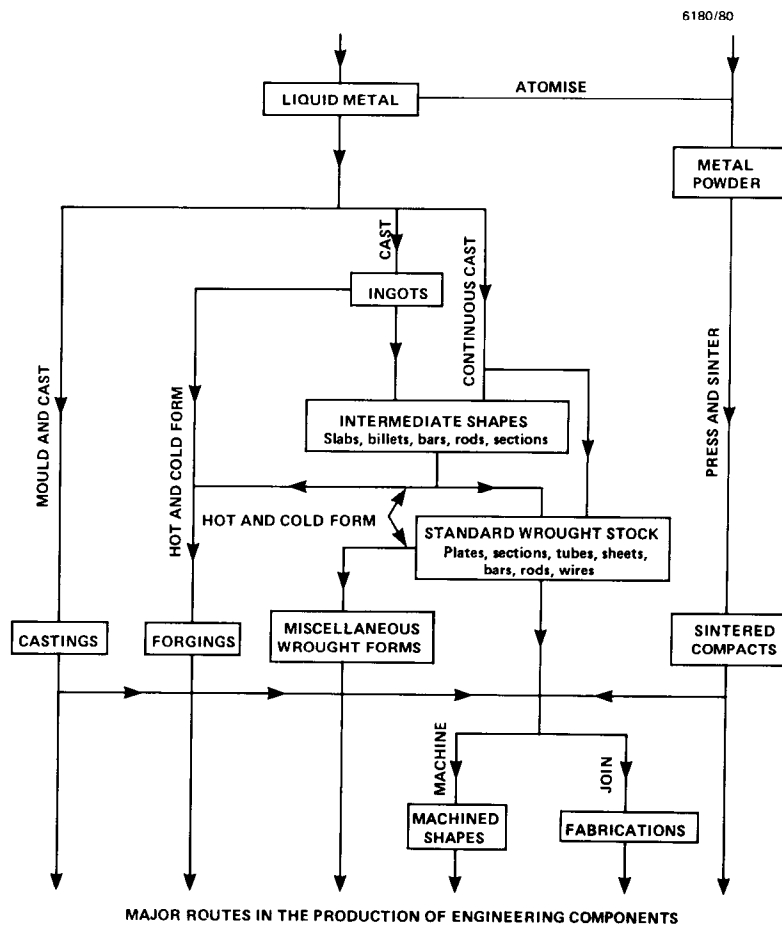 6180/80
LIQUID METAL
ATOMISE
METAL
POWDER
CAST
CONTINUOUS CAST
INGOTS
MOULD AND CAST
HOT AND COLD FORM
PRESS AND SINTER
INTERMEDIATE SHAPES
Slabs, billets, bars, rods, sections
HOT AND COLD FORM
STANDARD WROUGHT STOCK
Plates, sections, tubes, sheets,
bars, rods, wires
CASTINGS
FORGINGS
MISCELLANEOUS
WROUGHT FORMS
SINTERED
COMPACTS
MACHINE
JOIN
MACHINED
SHAPES
FABRICATIONS
MAJOR ROUTES IN THE PRODUCTION OF ENGINEERING COMPONENTS